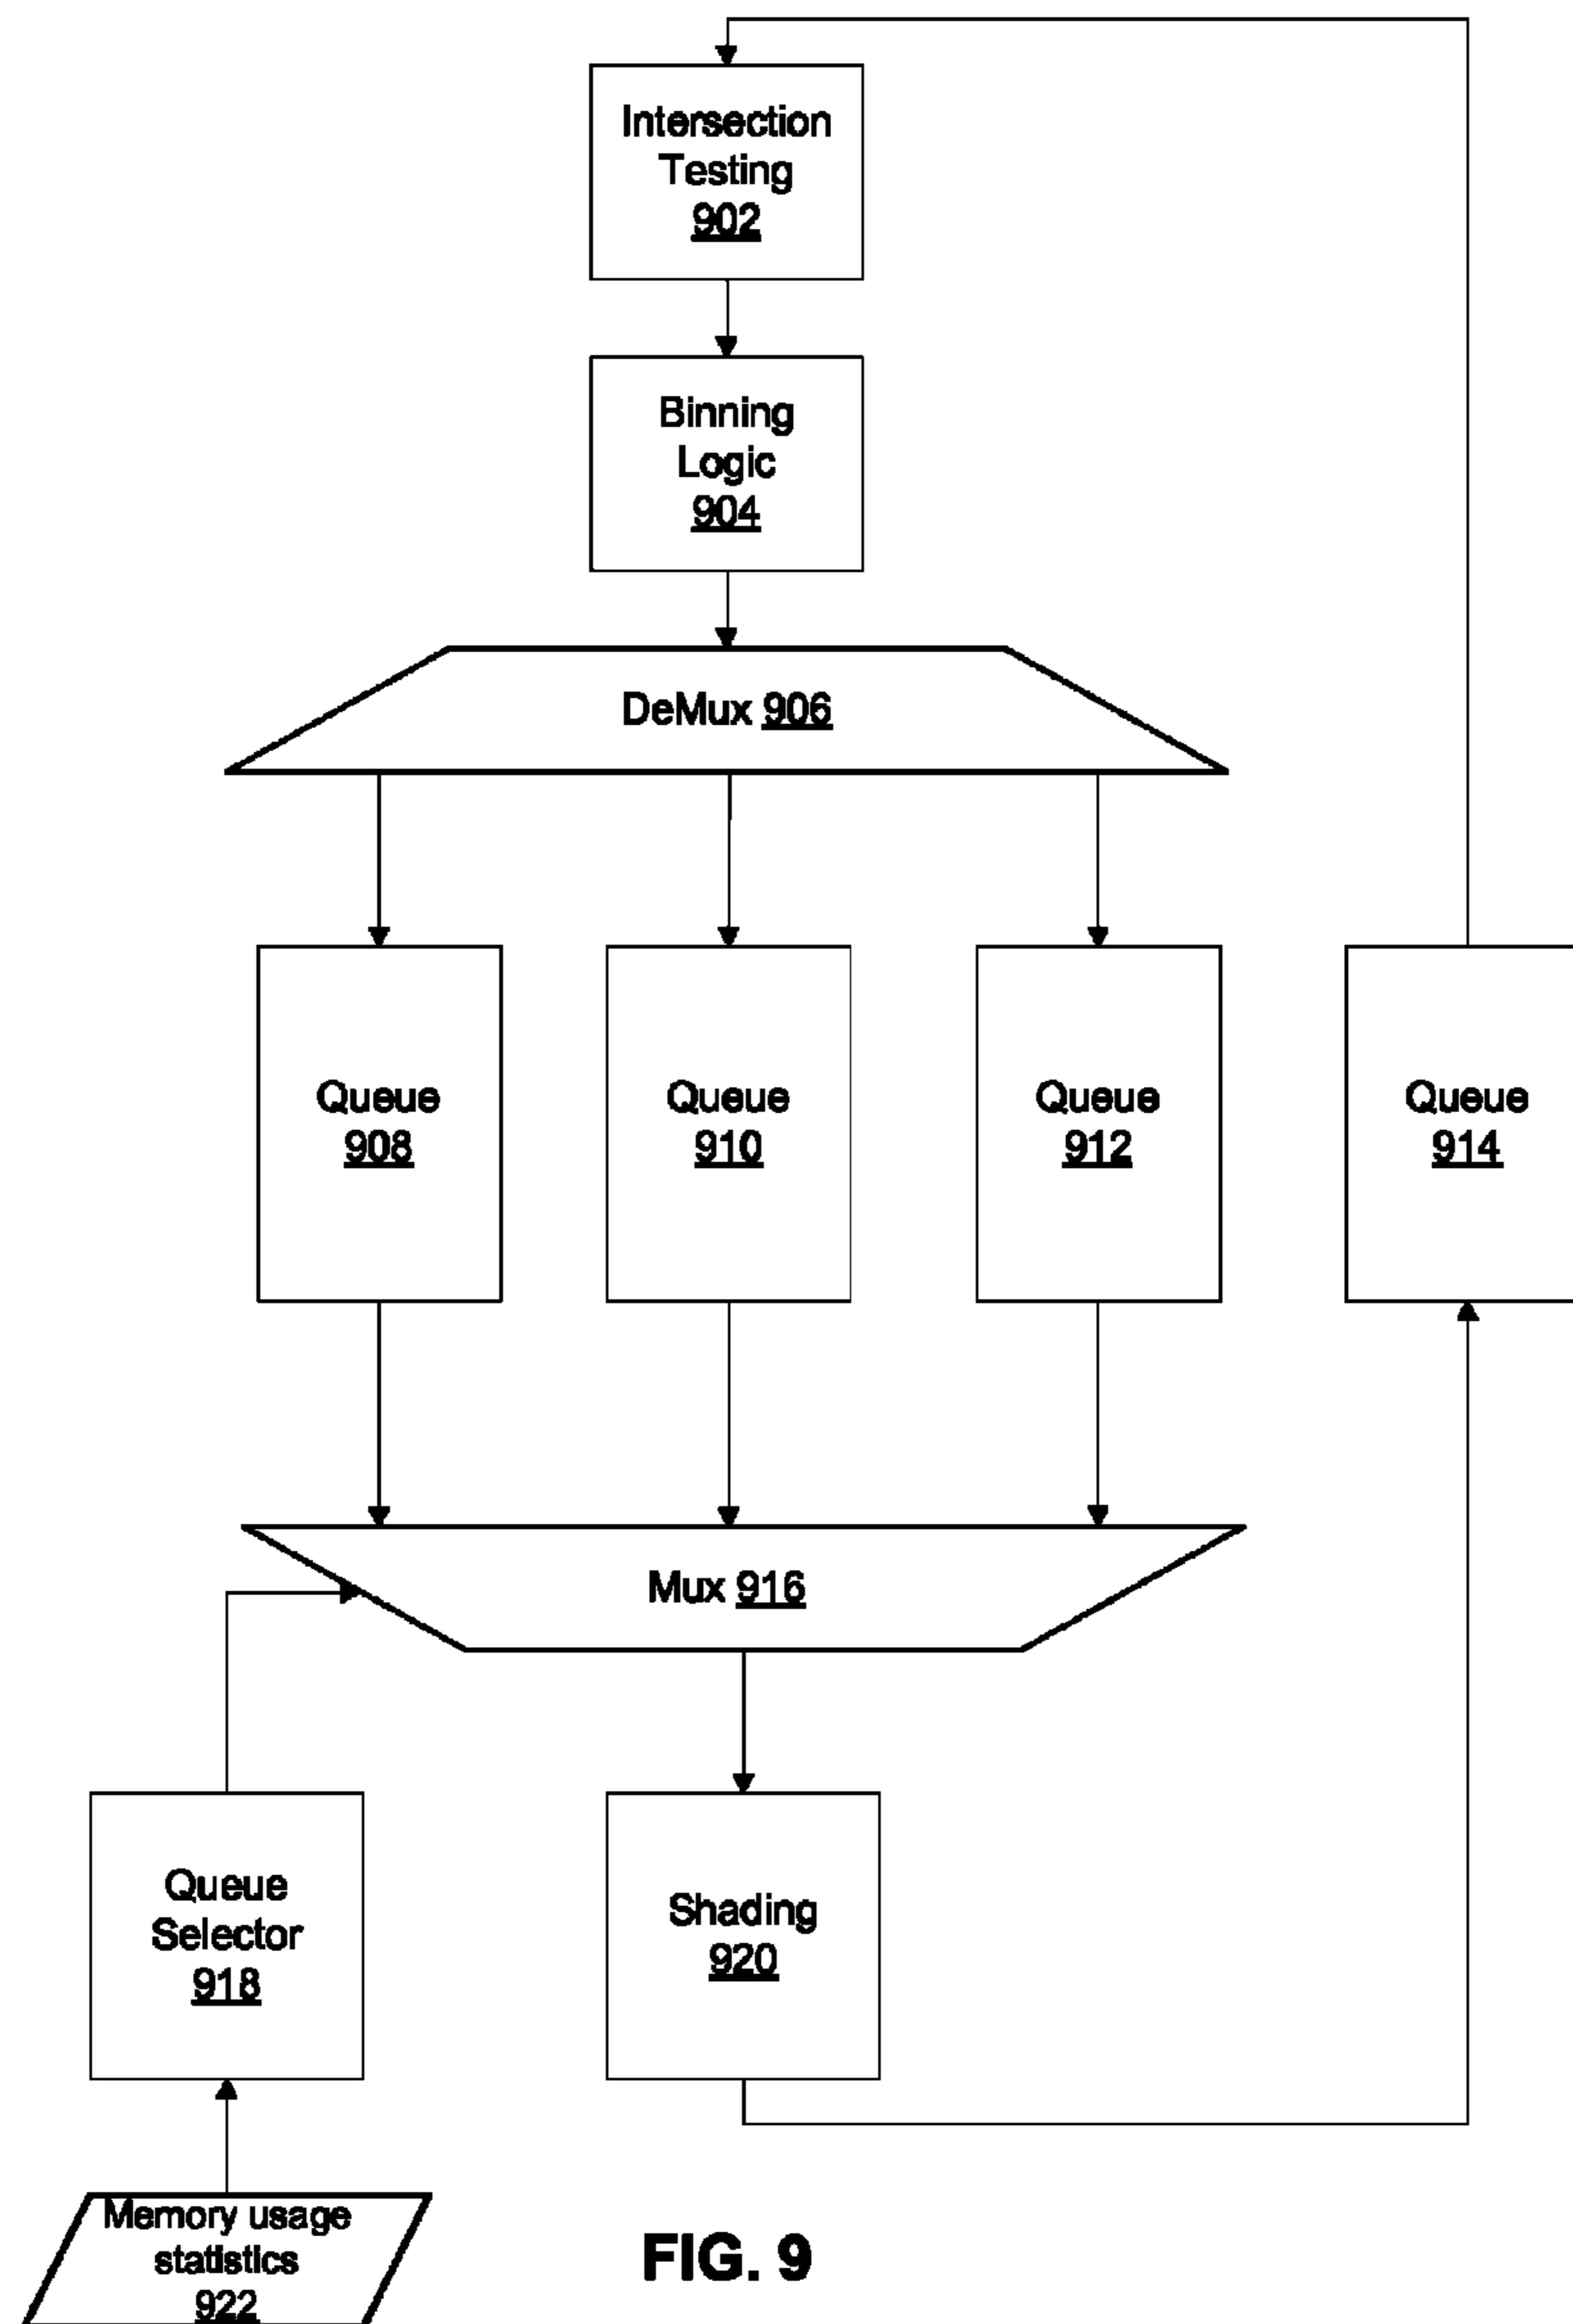 Intersection
Testing
902
Binning
Logic
904
DeMux 906
Queue
908
Queue
910
Queue
912
Queue
914
Mux 916
Queue
Selector
918
Shading
920
Memory usage
statistics
922
FIG. 9